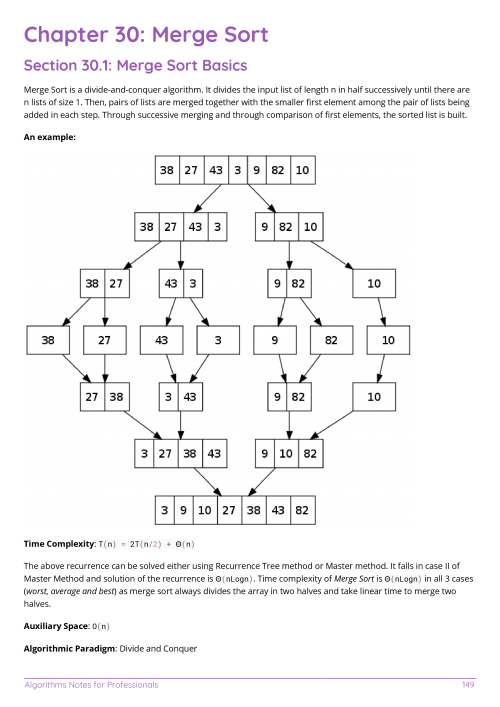 Chapter 30: Merge Sort
Section 30.1: Merge Sort Basics
Merge Sort is a divide-and-conquer algorithm. It divides the input list of length n in half successively until there are
n lists of size 1. Then, pairs of lists are merged together with the smaller first element among the pair of lists being
added in each step. Through successive merging and through comparison of first elements, the sorted list is built.
An example:
38 27 43 3 9 82 10
38 27 43 3 9 82 10
38 27 43 3 9 82 10
38 27 43 3 9 82 10
27 38 3 43 9 82 10
3 27 38 43 9 10 82
3 9 10 27 38 43 82
Time Complexity: T(n) = 2T(n/2) + Θ(n)
The above recurrence can be solved either using Recurrence Tree method or Master method. It falls in case II of
Master Method and solution of the recurrence is Θ(nLogn). Time complexity of Merge Sort is Θ(nLogn) in all 3 cases
(worst, average and best) as merge sort always divides the array in two halves and take linear time to merge two
halves.
Auxiliary Space: O(n)
Algorithmic Paradigm: Divide and Conquer
Algorithms Notes for Professionals 149